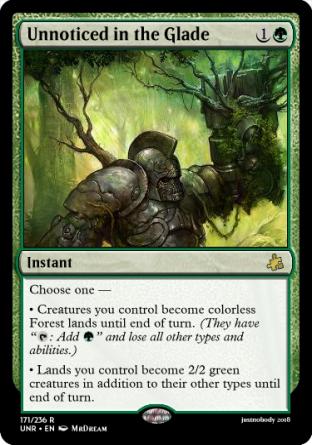 Unnoticed in the Glade 1
Instant
Choose one —
• Creatures you control become colorless
Forest lands until end of turn. (They have
“: Add ” and lose all other types and
abilities.)
• Lands you control become 2/2 green
creatures in addition to their other types until
end of turn.
171/236 R
justnobody 2018
UNR • EN MrDream